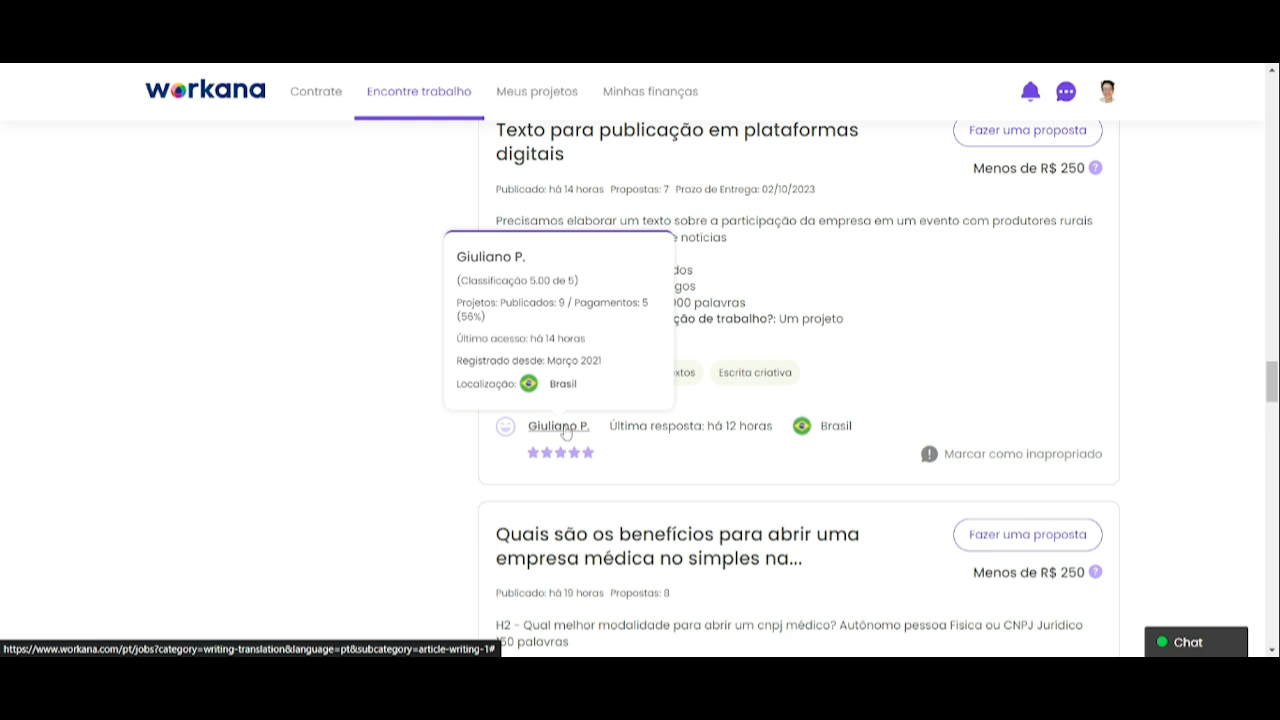 workana Contrate Encontre trabalho Meus projetos Minhas finanças
Texto para publicação em plataformas
digitais
Fazer uma proposta
Menos de R$ 250 ?
Publicado: há 14 horas Propostas: 7 Prazo de Entrega: 02/10/2023
Precisamos elaborar um texto sobre a participação da empresa em um evento com produtores rurais
e notícias
dos
gos
000 palavras
ção de trabalho?: Um projeto
xtos Escrita criativa
Giuliano P.
(Classificação 5.00 de 5)
Projetos: Publicados: 9 / Pagamentos: 5
(56%)
Último acesso: há 14 horas
Registrado desde: Março 2021
Localização: Brasil
Giuliano P. Última resposta: há 12 horas Brasil
Marcar como inapropriado
Quais são os benefícios para abrir uma
empresa médica no simples na...
Fazer uma proposta
Menos de R$ 250 ?
Publicado: há 19 horas Propostas: 8
H2 - Qual melhor modalidade para abrir um cnpj médico? Autônomo pessoa Fisica ou CNPJ Jurídico
150 palavras
https://www.workana.com/pt/jobs?category=writing-translation&language=pt&subcategory=article-writing-1#
Chat